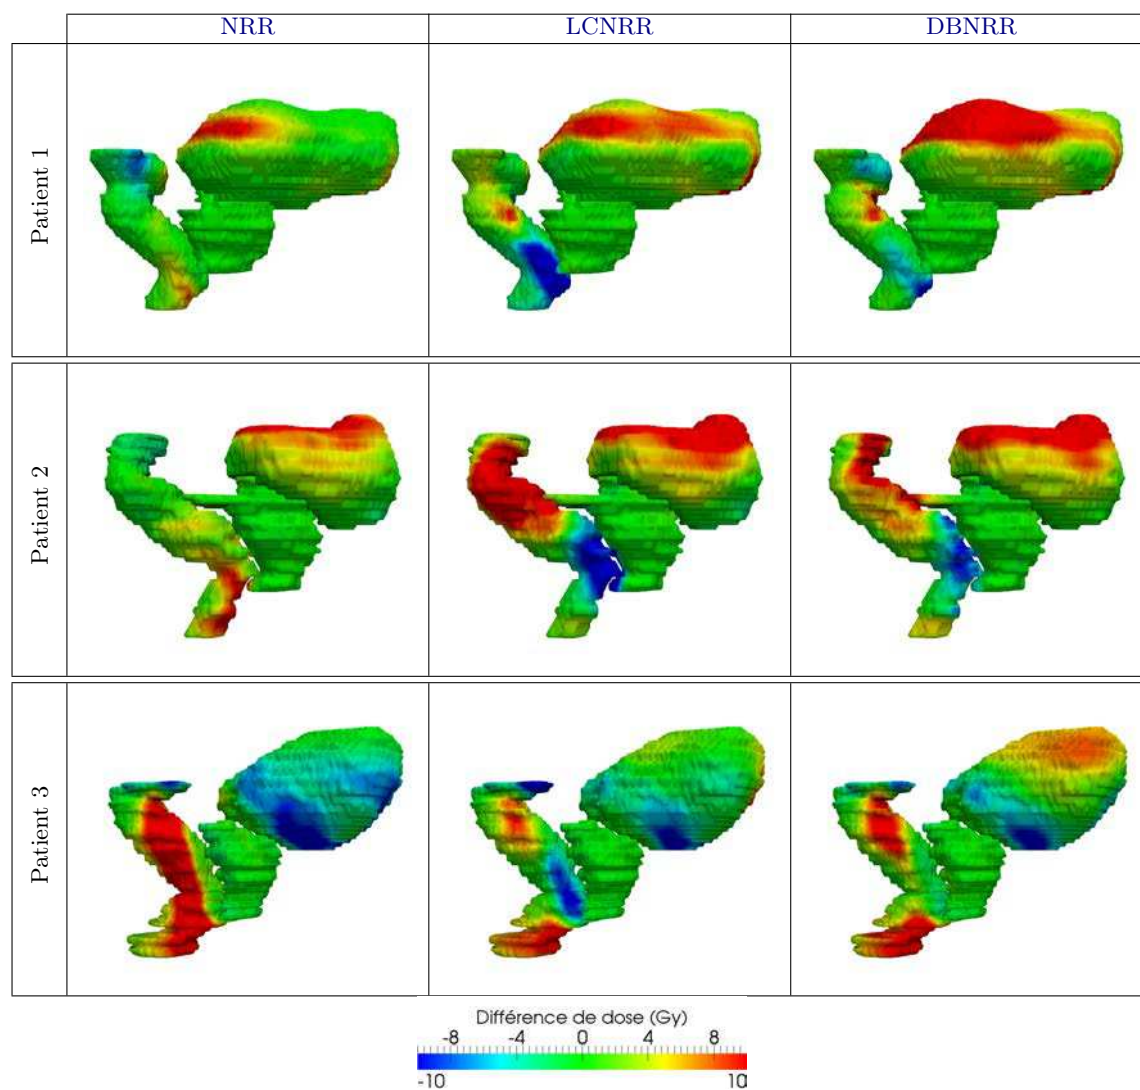 NRR LCNRR DBNRR
Patient 1
Patient 2
Patient 3
Différence de dose (Gy)
-8 -4 0 4 8
-10 10